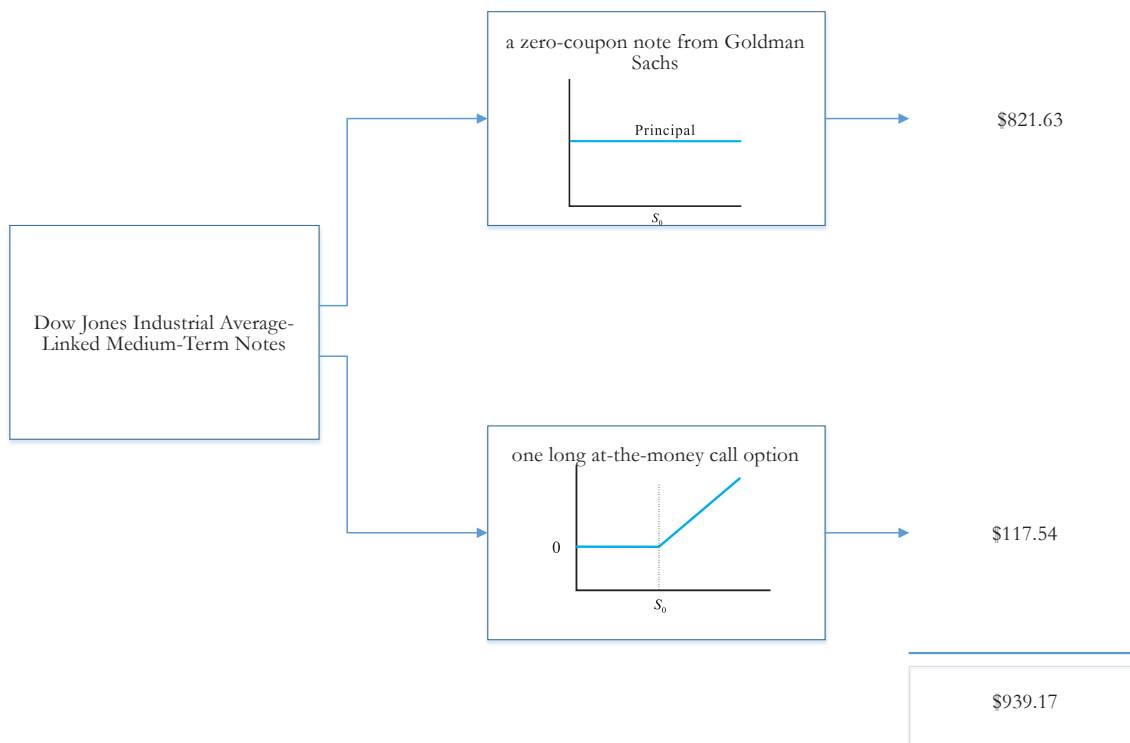 a zero-coupon note from Goldman
Sachs
Principal
S₀
$821.63
Dow Jones Industrial Average-
Linked Medium-Term Notes
one long at-the-money call option
0
S₀
$117.54
$939.17